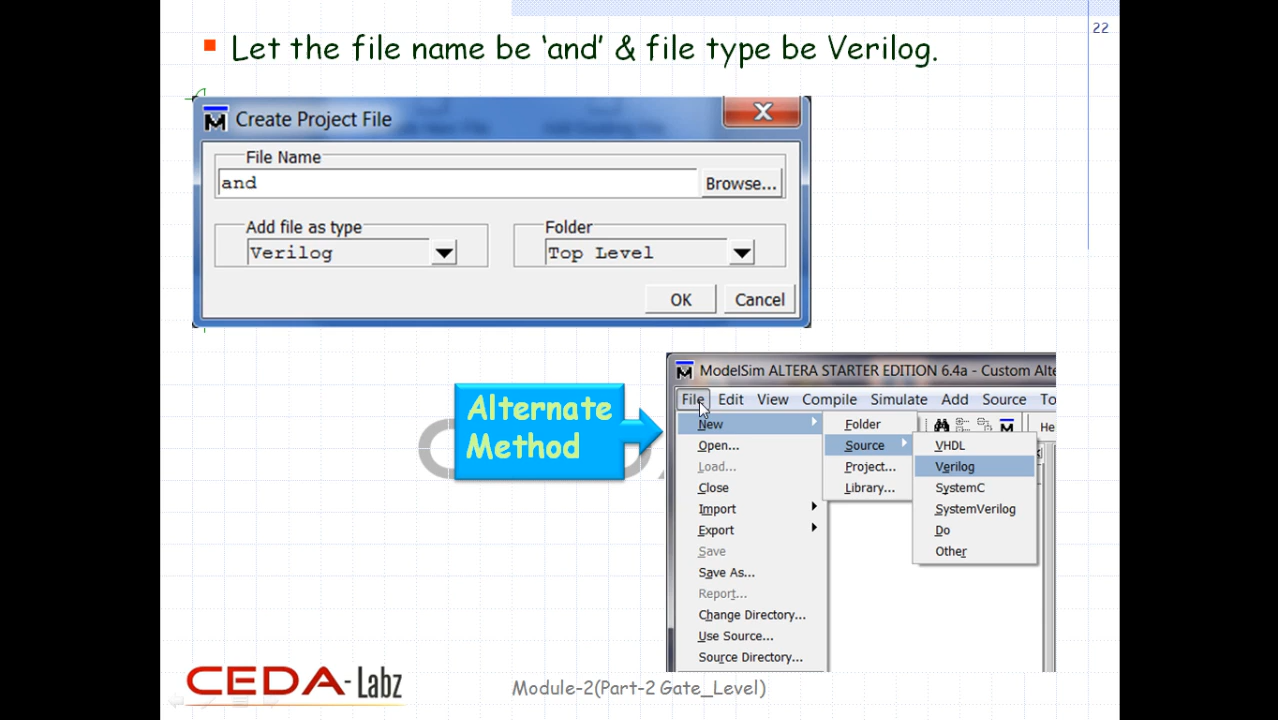 22
Let the file name be ‘and’ & file type be Verilog.
Create Project File
File Name
and
Browse...
Add file as type
Folder
Verilog
Top Level
OK
Cancel
Alternate
Method
ModelSim ALTERA STARTER EDITION 6.4a - Custom Alte
File Edit View Compile Simulate Add Source To
New
Folder
He
Open...
Source
VHDL
Load...
Project...
Verilog
Close
Library...
SystemC
Import
SystemVerilog
Export
Do
Save
Other
Save As...
Report...
Change Directory...
Use Source...
Source Directory...
CEDA-Labz
Module-2(Part-2 Gate_Level)